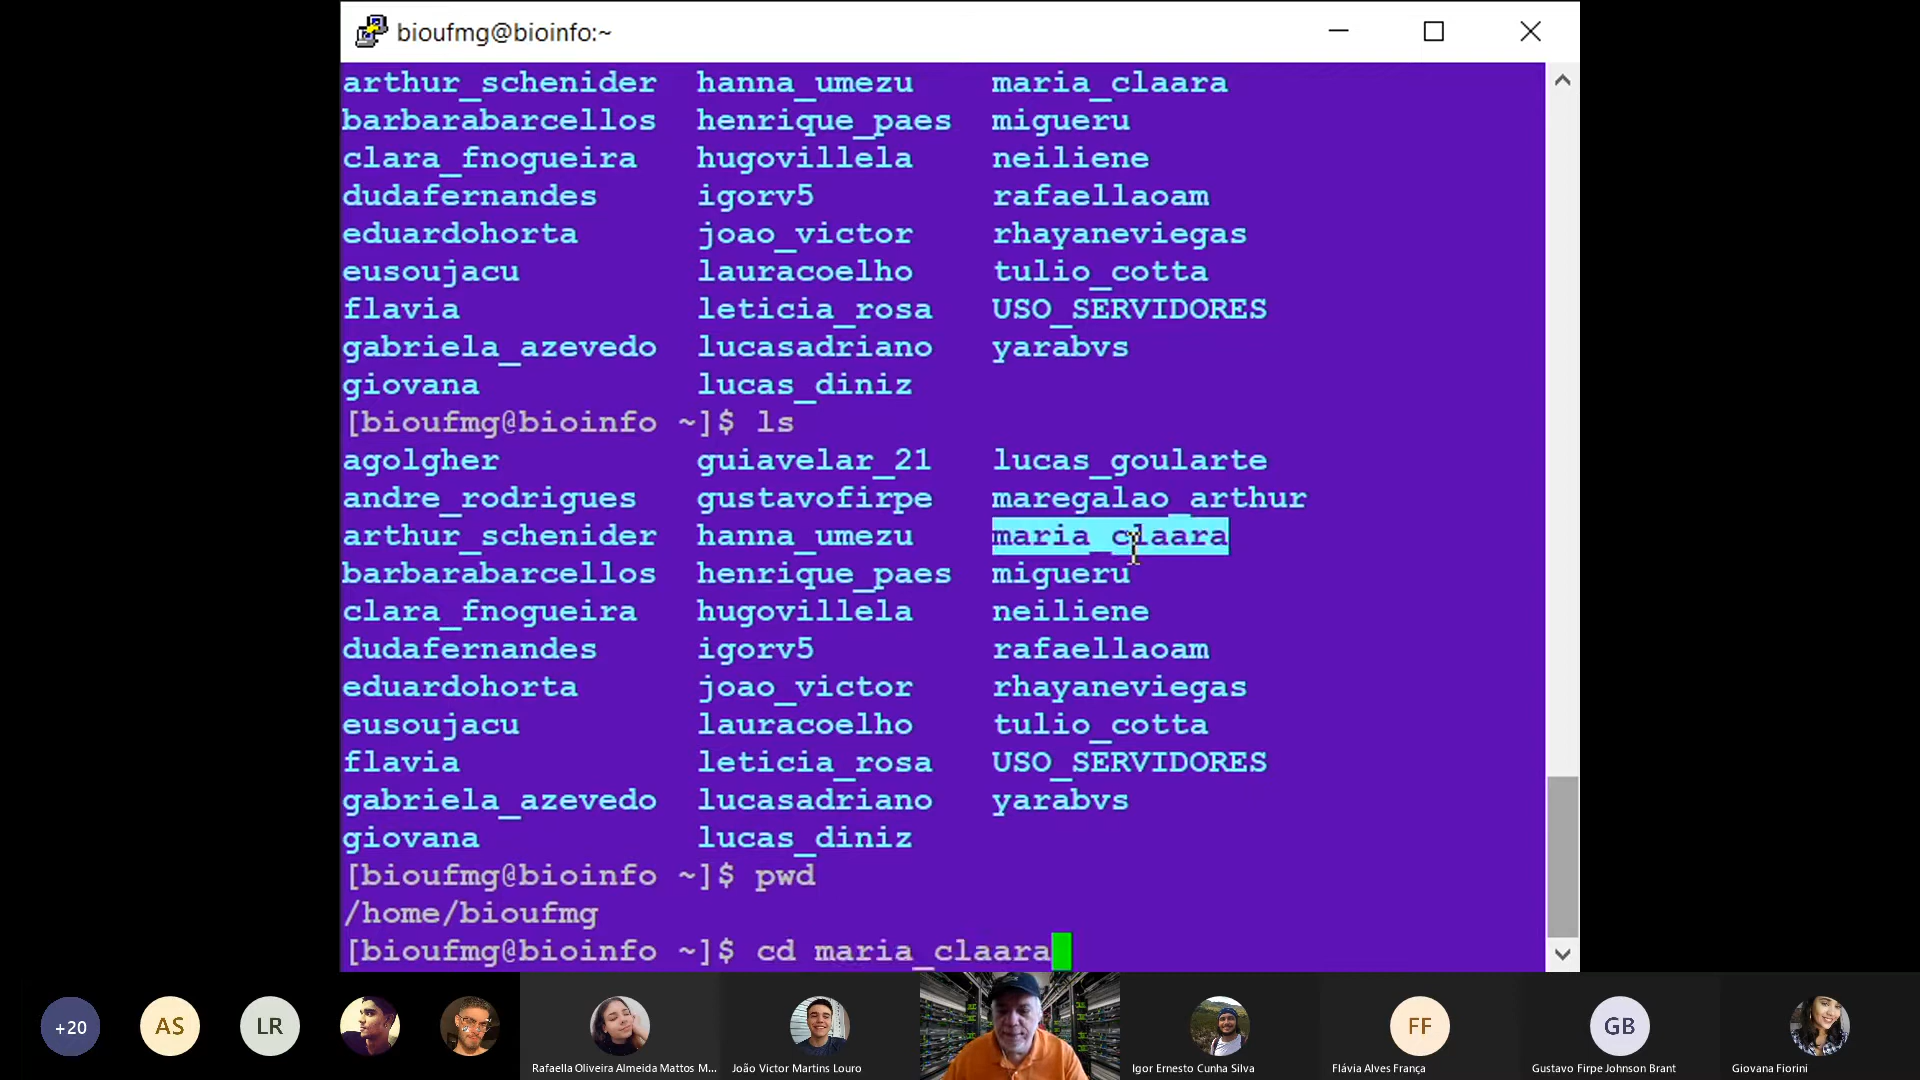 bioufmg@bioinfo:~
arthur_schenider hanna_umezu maria_claara
barbarabarcellos henrique_paes migueru
clara_fnogueira hugovillela neiliene
dudafernandes igorv5 rafaellaoam
eduardohorta joao_victor rhayaneviegas
eusoujacu lauracoelho tulio_cotta
flavia leticia_rosa USO_SERVIDORES
gabriela_azevedo lucasadriano yarabvs
giovana lucas_diniz
[bioufmg@bioinfo ~]$ ls
agolgher guiavelar_21 lucas_goularte
andre_rodrigues gustavofirpe maregalao_arthur
arthur_schenider hanna_umezu maria_claara
barbarabarcellos henrique_paes migueru
clara_fnogueira hugovillela neiliene
dudafernandes igorv5 rafaellaoam
eduardohorta joao_victor rhayaneviegas
eusoujacu lauracoelho tulio_cotta
flavia leticia_rosa USO_SERVIDORES
gabriela_azevedo lucasadriano yarabvs
giovana lucas_diniz
[bioufmg@bioinfo ~]$ pwd
/home/bioufmg
[bioufmg@bioinfo ~]$ cd maria_claara
+20 AS LR FF GB
Rafaella Oliveira Almeida Mattos M... João Victor Martins Louro Igor Ernesto Cunha Silva Flávia Alves França Gustavo Firpe Johnson Brant Giovana Fiorini